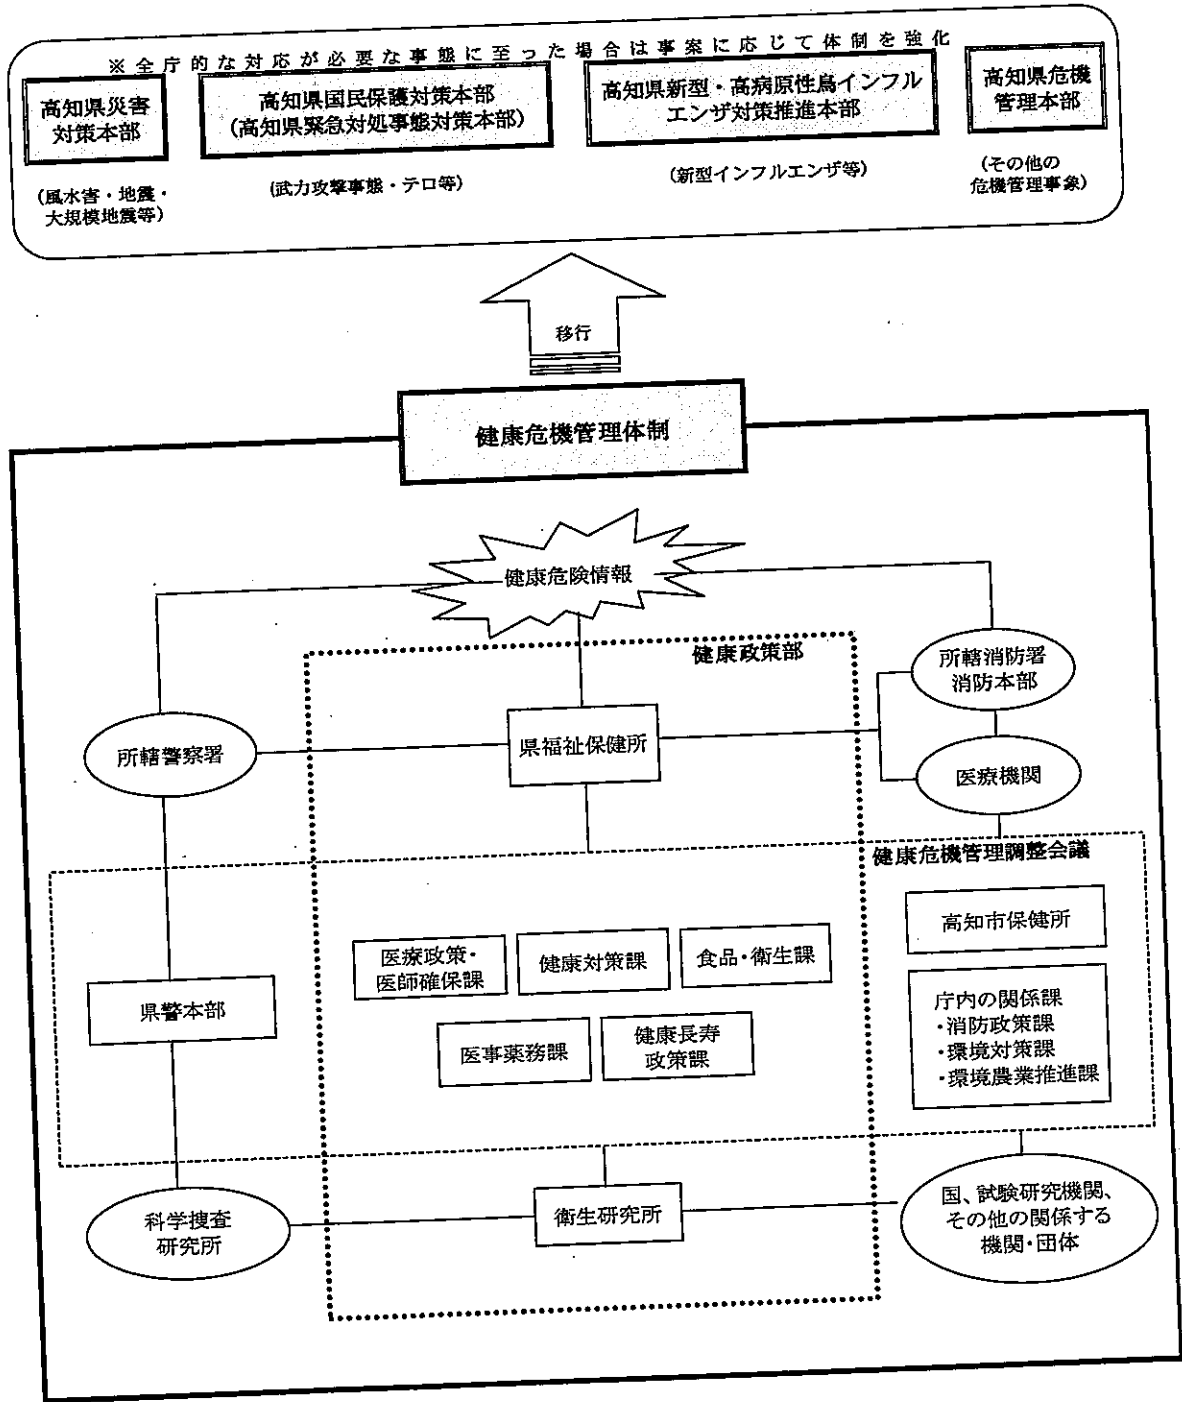 ※全庁的な対応が必要な事態に至った場合は事案に応じて体制を強化
高知県災害
対策本部
高知県国民保護対策本部
(高知県緊急対処事態対策本部)
高知県新型・高病原性鳥インフル
エンザ対策推進本部
高知県危機
管理本部
(風水害・地震・
大規模地震等)
(武力攻撃事態・テロ等)
(新型インフルエンザ等)
(その他の
危機管理事象)
移行
健康危機管理体制
健康危険情報
健康政策部
所轄消防署
消防本部
所轄警察署
県福祉保健所
医療機関
健康危機管理調整会議
高知市保健所
医療政策・
医師確保課
健康対策課
食品・衛生課
県警本部
医事薬務課
健康長寿
政策課
庁内の関係課
・消防政策課
・環境対策課
・環境農業推進課
科学捜査
研究所
衛生研究所
国、試験研究機関、
その他の関係する
機関・団体